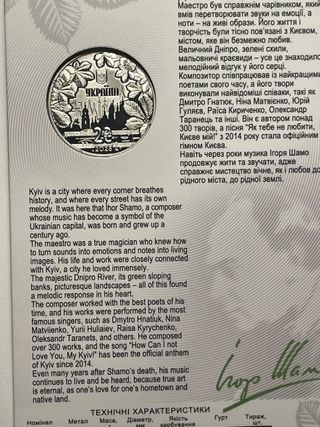 Маестро був справжнім чарівником, який
вмів перетворювати звуки на емоції, а
ноти – на живі образи. Його життя і
творчість були тісно пов'язані з Києвом,
містом, яке він безмежно любив.
Величний Дніпро, зелені схили,
мальовничі краєвиди – усе це знаходило
мелодійний відгук у його серці.
Композитор співпрацював із найкращими
поетами свого часу, а його твори
виконували найвідоміші співаки, такі як
Дмитро Гнатюк, Ніна Матвієнко, Юрій
Гуляєв, Раїса Кириченко, Олександр
Таранець та інші. Він є автором понад
300 творів, а пісня "Як тебе не любити,
Києве мій!" з 2014 року стала офіційним
гімном Києва.
Навіть через роки музика Ігоря Шамо
продовжує жити та звучати, адже
справжнє мистецтво вічне, як і любов до
рідного міста, до рідної землі.
УКРАЇНА
2025
Kyiv is a city where every corner breathes
history, and where every street has its own
melody. It was here that Ihor Shamo, a composer
whose music has become a symbol of the
Ukrainian capital, was born and grew up a
century ago.
The maestro was a true magician who knew how
to turn sounds into emotions and notes into living
images. His life and work were closely connected
with Kyiv, a city he loved immensely.
The majestic Dnipro River, its green sloping
banks, picturesque landscapes – all of this found
a melodic response in his heart.
The composer worked with the best poets of his
time, and his works were performed by the most
famous singers, such as Dmytro Hnatiuk, Nina
Matviienko, Yurii Huliaiev, Raisa Kyrychenko,
Oleksandr Taranets, and others. He composed
over 300 works, and the song "How Can I not
Love You, My Kyiv!" has been the official anthem
of Kyiv since 2014.
Even many years after Shamo's death, his music
continues to live and be heard, because true art
is eternal, as one's love for one's hometown and
native land.
Ігор Шам
ТЕХНІЧНІ ХАРАКТЕРИСТИКИ
Номінал Метал Маса, Діаметр, Якість Гурт Тираж,
г мм карбування шт.